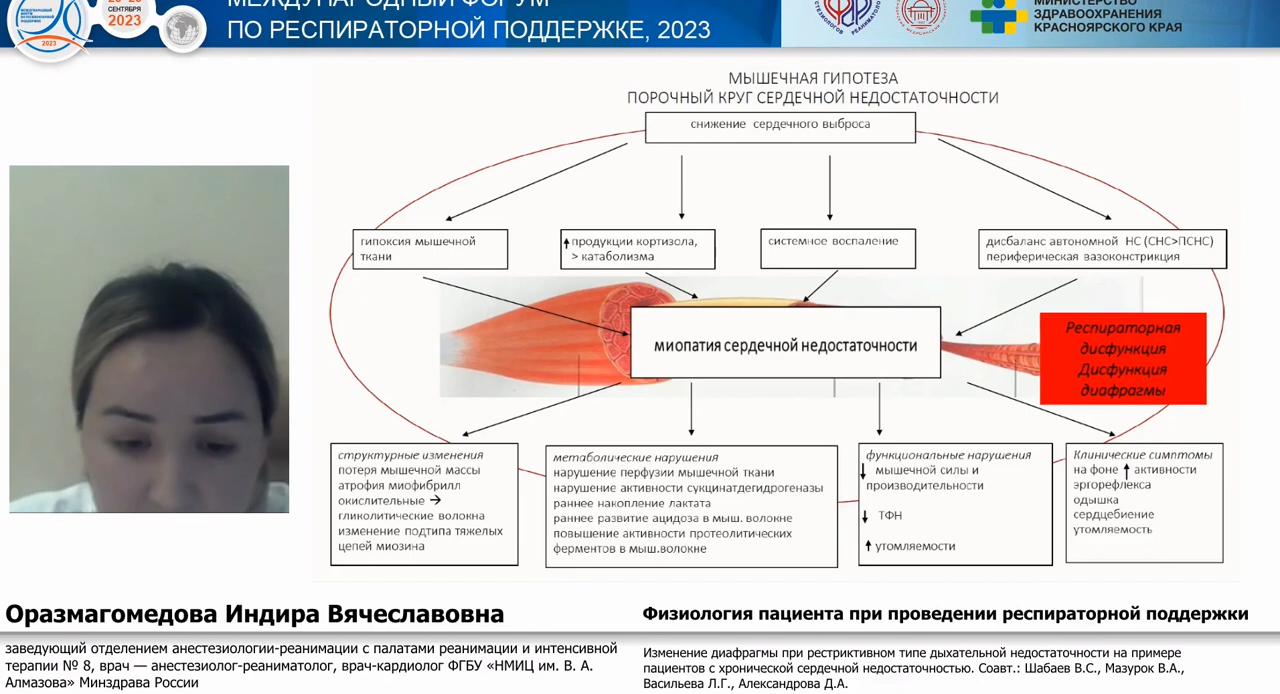 МЕЖДУНАРОДНЫЙ ФОРУМ
ПО РЕСПИРАТОРНОЙ ПОДДЕРЖКЕ, 2023
СЕНТЯБРЯ
2023
2023
МИНИСТЕРСТВО
ЗДРАВООХРАНЕНИЯ
КРАСНОЯРСКОГО КРАЯ
МЫШЕЧНАЯ ГИПОТЕЗА
ПОРОЧНЫЙ КРУГ СЕРДЕЧНОЙ НЕДОСТАТОЧНОСТИ
снижение сердечного выброса
гипоксия мышечной
ткани
↑ продукции кортизола,
> катаболизма
системное воспаление
дисбаланс автономной НС (СНС>ПСНС)
периферическая вазоконстрикция
миопатия сердечной недостаточности
Респираторная
дисфункция
Дисфункция
диафрагмы
структурные изменения
потеря мышечной массы
атрофия миофибрилл
окислительные →
гликолитические волокна
изменение подтипа тяжелых
цепей миозина
метаболические нарушения
нарушение перфузии мышечной ткани
нарушение активности сукцинатдегидрогеназы
раннее накопление лактата
раннее развитие ацидоза в мыш. волокне
повышение активности протеолитических
ферментов в мыш.волокне
функциональные нарушения
↓ мышечной силы и
производительности
↓ ТФН
↑ утомляемости
Клинические симптомы
на фоне ↑ активности
эргорефлекса
одышка
сердцебиение
утомляемость
Оразмагомедова Индира Вячеславовна
заведующий отделением анестезиологии-реанимации с палатами реанимации и интенсивной
терапии № 8, врач — анестезиолог-реаниматолог, врач-кардиолог ФГБУ «НМИЦ им. В. А.
Алмазова» Минздрава России
Физиология пациента при проведении респираторной поддержки
Изменение диафрагмы при рестриктивном типе дыхательной недостаточности на примере
пациентов с хронической сердечной недостаточностью. Соавт.: Шабаев В.С., Мазурок В.А.,
Васильева Л.Г., Александрова Д.А.